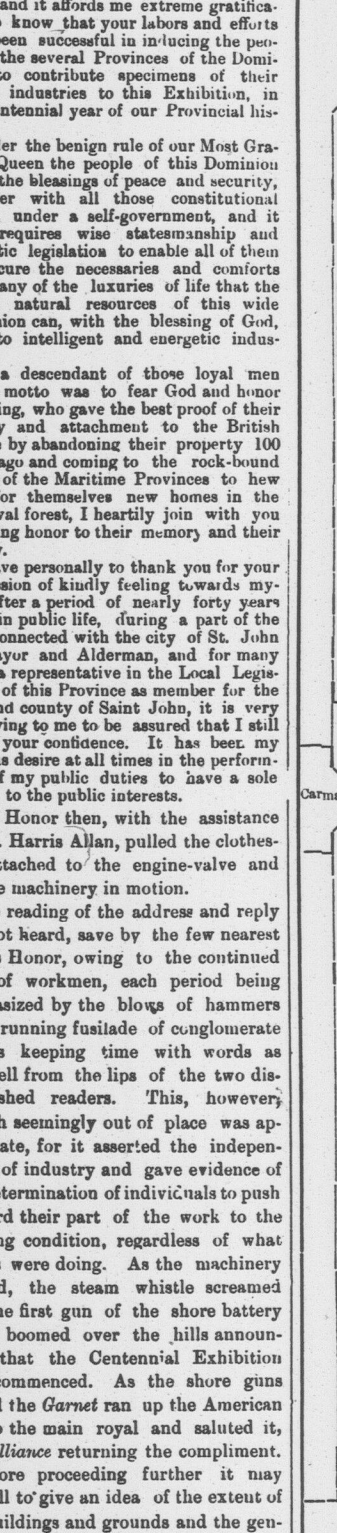 and it affords me extreme gratifica-
know that your labors and efforts
been successful in inducing the peo-
the several Provinces of the Domi-
to contribute specimens of their
industries to this Exhibition, in
ntennial year of our Provincial his-
er the benign rule of our Most Gra-
Queen the people of this Dominion
the blessings of peace and security,
er with all those constitutional
under a self-government, and it
requires wise statesmanship and
tic legislation to enable all of them
cure the necessaries and comforts
any of the luxuries of life that the
natural resources of this wide
nion can, with the blessing of God,
to intelligent and energetic indus-
a descendant of those loyal men
motto was to fear God and honor
ing, who gave the best proof of their
y and attachment to the British
by abandoning their property 100
ago and coming to the rock-bound
of the Maritime Provinces to hew
or themselves new homes in the
val forest, I heartily join with you
ng honor to their memory and their
y.
ve personally to thank you for your
sion of kindly feeling towards my-
fter a period of nearly forty years
in public life, during a part of the
onnected with the city of St. John
ayor and Alderman, and for many
a representative in the Local Legis-
of this Province as member for the
nd county of Saint John, it is very
ying to me to be assured that I still
your confidence. It has been my
s desire at all times in the perform-
f my public duties to have a sole
to the public interests.
Honor then, with the assistance
. Harris Allan, pulled the clothes-
ttached to the engine-valve and
e machinery in motion.
reading of the address and reply
ot heard, save by the few nearest
s Honor, owing to the continued
of workmen, each period being
asized by the blows of hammers
running fusilade of conglomerate
s keeping time with words as
ell from the lips of the two dis-
shed readers. This, however,
h seemingly out of place was ap-
ate, for it asserted the indepen-
of industry and gave evidence of
termination of individuals to push
rd their part of the work to the
ng condition, regardless of what
s were doing. As the machinery
d, the steam whistle screamed
he first gun of the shore battery
boomed over the hills announ-
that the Centennial Exhibition
commenced. As the shore guns
d the Garnet ran up the American
o the main royal and saluted it,
lliance returning the compliment.
ore proceeding further it may
ll to give an idea of the extent of
uildings and grounds and the gen-
Carma